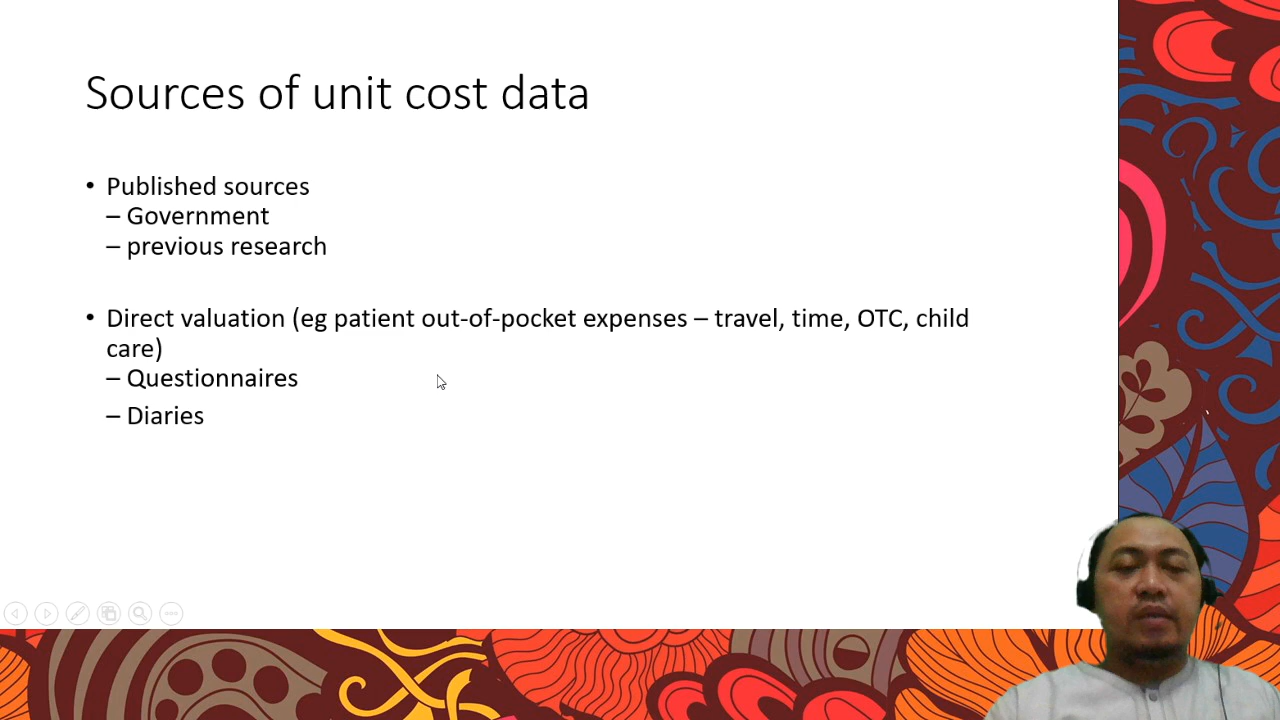 Sources of unit cost data
• Published sources
– Government
– previous research
• Direct valuation (eg patient out-of-pocket expenses – travel, time, OTC, child
care)
– Questionnaires
– Diaries